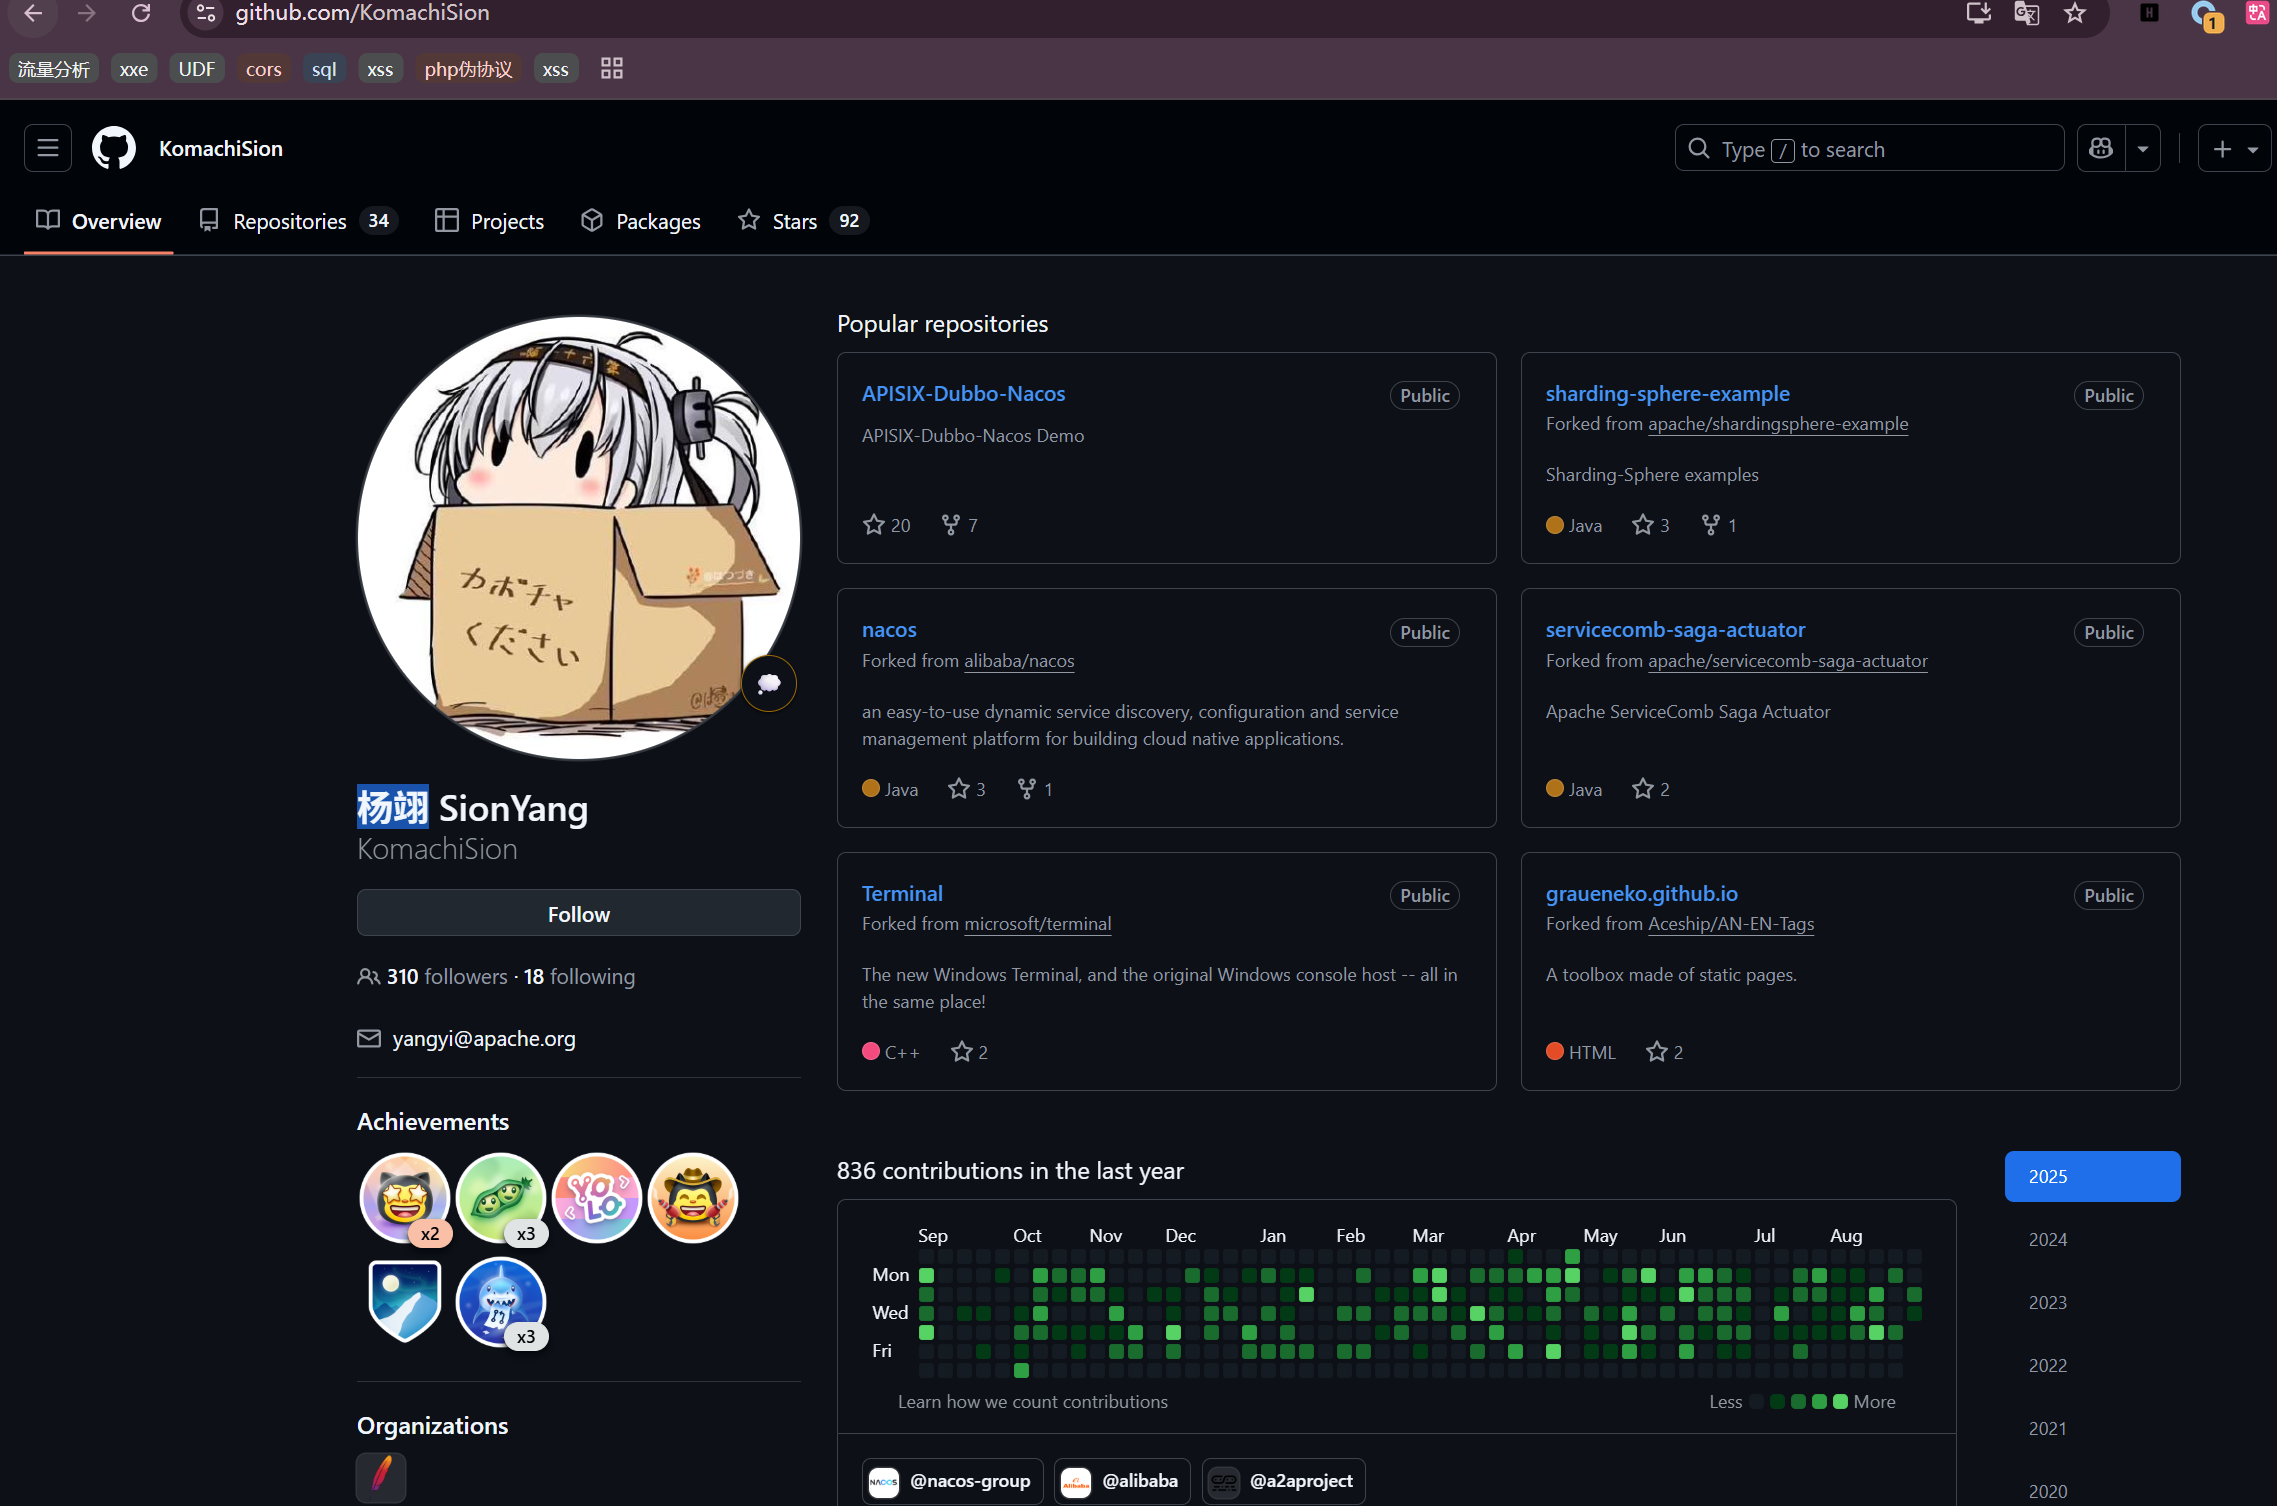 github.com/KomachiSion
1
流量分析 xxe UDF cors sql xss php伪协议 xss
KomachiSion
Type / to search
Overview Repositories 34 Projects Packages Stars 92
カボチャ
ください
杨翊 SionYang
KomachiSion
Follow
310 followers · 18 following
yangyi@apache.org
Achievements
x2
x3
YOLO
x3
Organizations
Popular repositories
APISIX-Dubbo-Nacos Public
APISIX-Dubbo-Nacos Demo
20 7
sharding-sphere-example Public
Forked from apache/shardingsphere-example
Sharding-Sphere examples
Java 3 1
nacos Public
Forked from alibaba/nacos
an easy-to-use dynamic service discovery, configuration and service
management platform for building cloud native applications.
Java 3 1
servicecomb-saga-actuator Public
Forked from apache/servicecomb-saga-actuator
Apache ServiceComb Saga Actuator
Java 2
Terminal Public
Forked from microsoft/terminal
The new Windows Terminal, and the original Windows console host -- all in
the same place!
C++ 2
graueneko.github.io Public
Forked from Aceship/AN-EN-Tags
A toolbox made of static pages.
HTML 2
836 contributions in the last year
Sep Oct Nov Dec Jan Feb Mar Apr May Jun Jul Aug
Mon
Wed
Fri
Learn how we count contributions
Less More
@nacos-group @alibaba @a2aproject
2025
2024
2023
2022
2021
2020